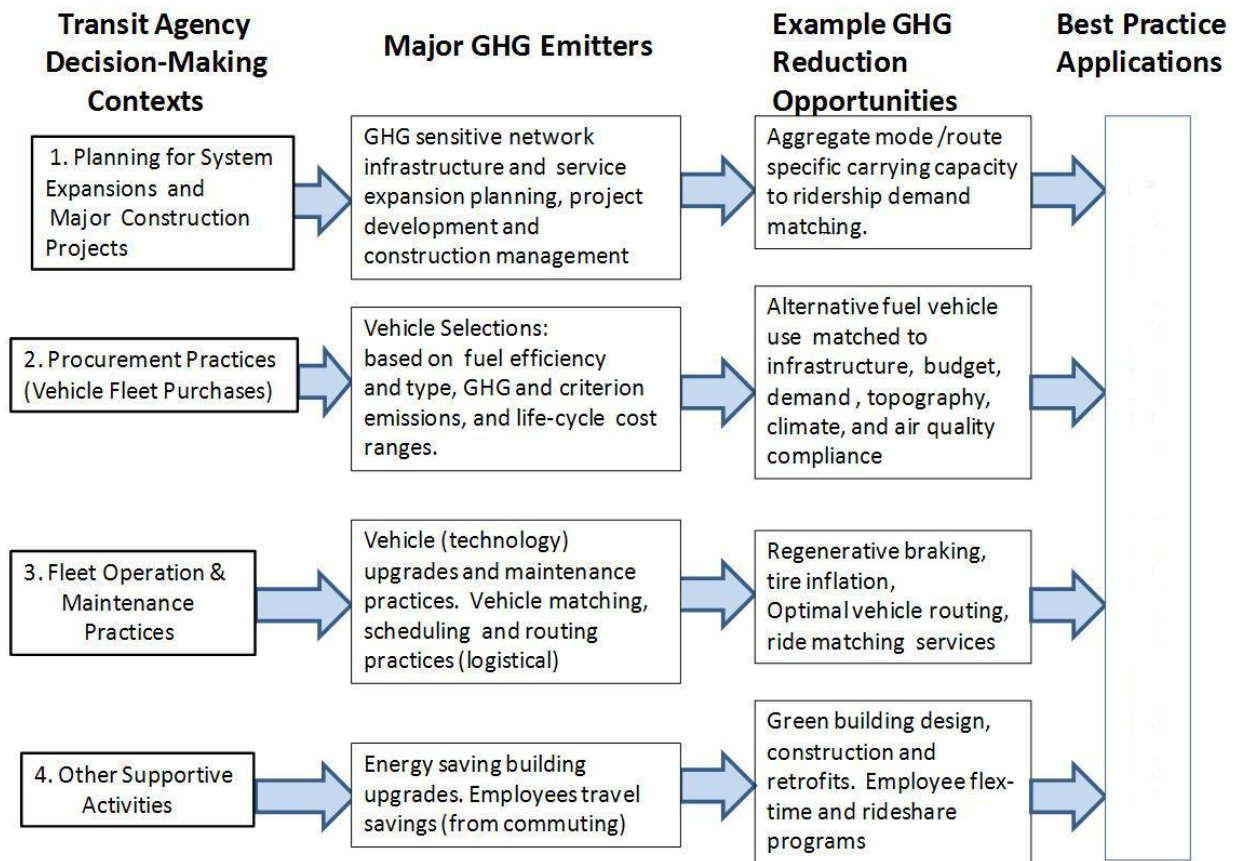 Transit Agency
Decision-Making
Contexts
Major GHG Emitters
Example GHG
Reduction
Opportunities
Best Practice
Applications
1. Planning for System
Expansions and
Major Construction
Projects
GHG sensitive network
infrastructure and service
expansion planning, project
development and
construction management
Aggregate mode /route
specific carrying capacity
to ridership demand
matching.
2. Procurement Practices
(Vehicle Fleet Purchases)
Vehicle Selections:
based on fuel efficiency
and type, GHG and criterion
emissions, and life-cycle cost
ranges.
Alternative fuel vehicle
use matched to
infrastructure, budget,
demand , topography,
climate, and air quality
compliance
3. Fleet Operation &
Maintenance
Practices
Vehicle (technology)
upgrades and maintenance
practices. Vehicle matching,
scheduling and routing
practices (logistical)
Regenerative braking,
tire inflation,
Optimal vehicle routing,
ride matching services
4. Other Supportive
Activities
Energy saving building
upgrades. Employees travel
savings (from commuting)
Green building design,
construction and
retrofits. Employee flex-
time and rideshare
programs